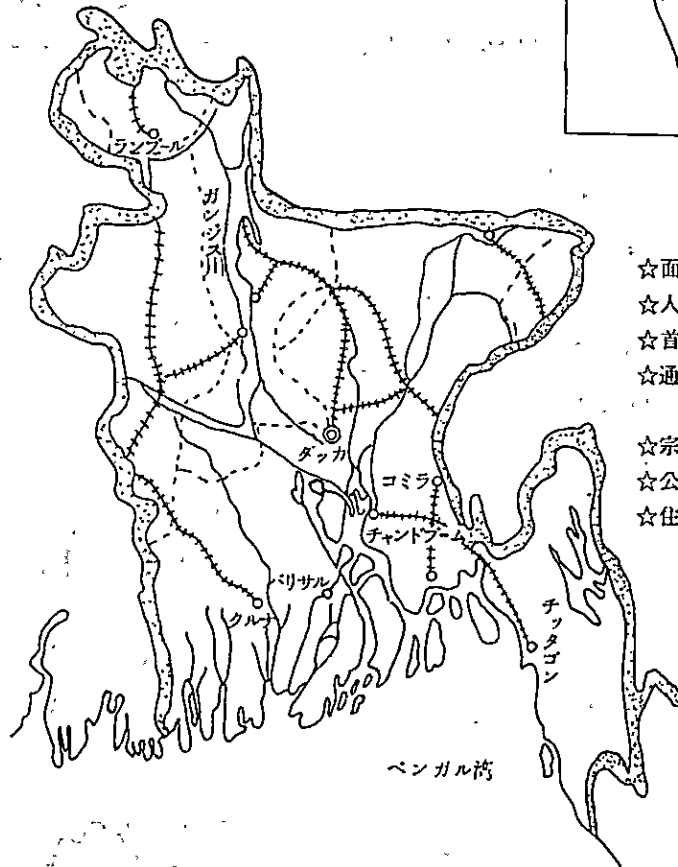 ランプール
ガンジス川
ダッカ
コミラ
チャンドプーム
バリサル
クルナ
チッタゴン
ベンガル湾
☆面
☆人
☆首
☆通
☆宗
☆公
☆住